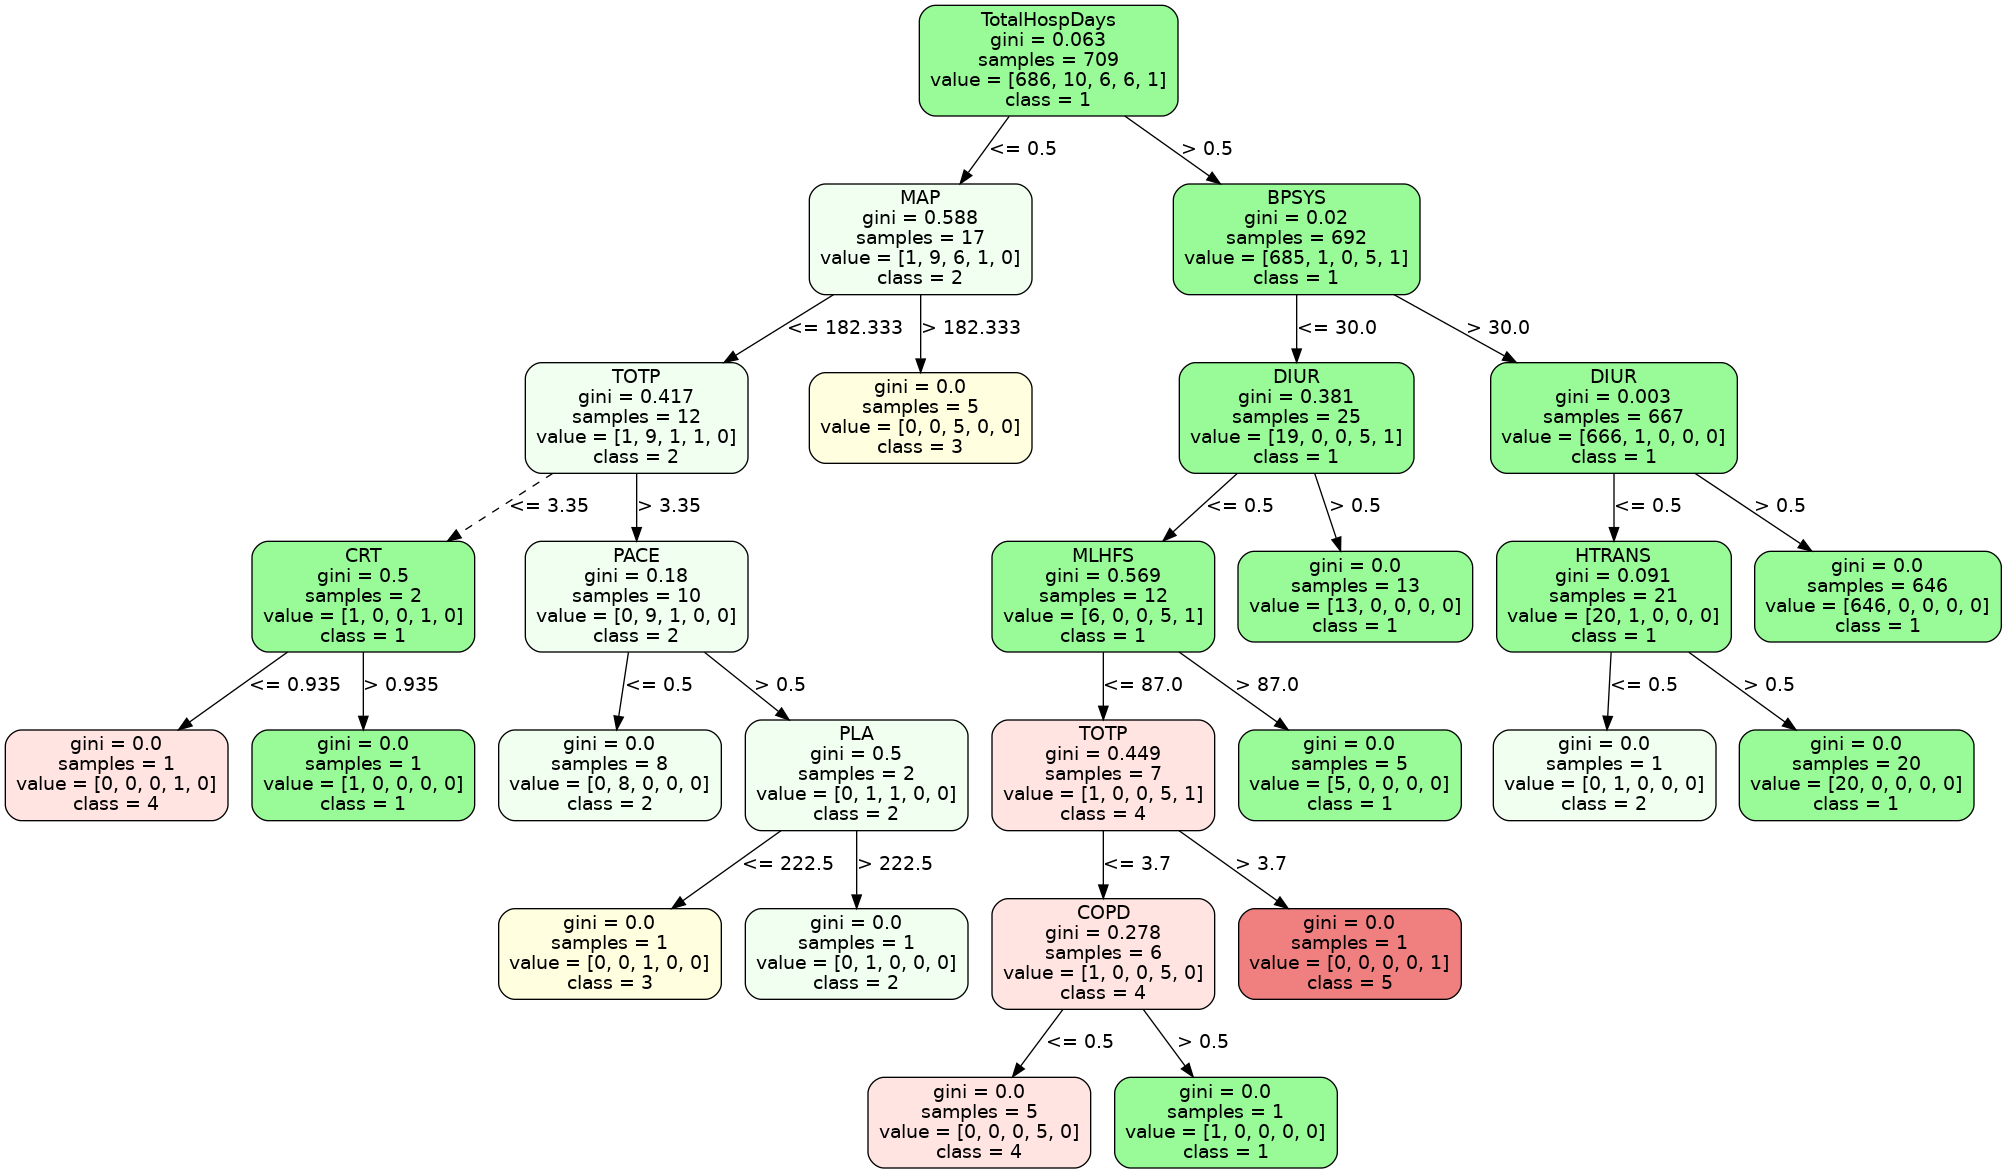 TotalHospDays
gini = 0.063
samples = 709
value = [686, 10, 6, 6, 1]
class = 1
<= 0.5
> 0.5
MAP
gini = 0.588
samples = 17
value = [1, 9, 6, 1, 0]
class = 2
BPSYS
gini = 0.02
samples = 692
value = [685, 1, 0, 5, 1]
class = 1
<= 182.333
> 182.333
<= 30.0
> 30.0
TOTP
gini = 0.417
samples = 12
value = [1, 9, 1, 1, 0]
class = 2
gini = 0.0
samples = 5
value = [0, 0, 5, 0, 0]
class = 3
DIUR
gini = 0.381
samples = 25
value = [19, 0, 0, 5, 1]
class = 1
DIUR
gini = 0.003
samples = 667
value = [666, 1, 0, 0, 0]
class = 1
<= 3.35
> 3.35
<= 0.5
> 0.5
<= 0.5
> 0.5
CRT
gini = 0.5
samples = 2
value = [1, 0, 0, 1, 0]
class = 1
PACE
gini = 0.18
samples = 10
value = [0, 9, 1, 0, 0]
class = 2
MLHFS
gini = 0.569
samples = 12
value = [6, 0, 0, 5, 1]
class = 1
gini = 0.0
samples = 13
value = [13, 0, 0, 0, 0]
class = 1
HTRANS
gini = 0.091
samples = 21
value = [20, 1, 0, 0, 0]
class = 1
gini = 0.0
samples = 646
value = [646, 0, 0, 0, 0]
class = 1
<= 0.935
> 0.935
<= 0.5
> 0.5
<= 87.0
> 87.0
<= 0.5
> 0.5
gini = 0.0
samples = 1
value = [0, 0, 0, 1, 0]
class = 4
gini = 0.0
samples = 1
value = [1, 0, 0, 0, 0]
class = 1
gini = 0.0
samples = 8
value = [0, 8, 0, 0, 0]
class = 2
PLA
gini = 0.5
samples = 2
value = [0, 1, 1, 0, 0]
class = 2
TOTP
gini = 0.449
samples = 7
value = [1, 0, 0, 5, 1]
class = 4
gini = 0.0
samples = 5
value = [5, 0, 0, 0, 0]
class = 1
gini = 0.0
samples = 1
value = [0, 1, 0, 0, 0]
class = 2
gini = 0.0
samples = 20
value = [20, 0, 0, 0, 0]
class = 1
<= 222.5
> 222.5
<= 3.7
> 3.7
gini = 0.0
samples = 1
value = [0, 0, 1, 0, 0]
class = 3
gini = 0.0
samples = 1
value = [0, 1, 0, 0, 0]
class = 2
COPD
gini = 0.278
samples = 6
value = [1, 0, 0, 5, 0]
class = 4
gini = 0.0
samples = 1
value = [0, 0, 0, 0, 1]
class = 5
<= 0.5
> 0.5
gini = 0.0
samples = 5
value = [0, 0, 0, 5, 0]
class = 4
gini = 0.0
samples = 1
value = [1, 0, 0, 0, 0]
class = 1